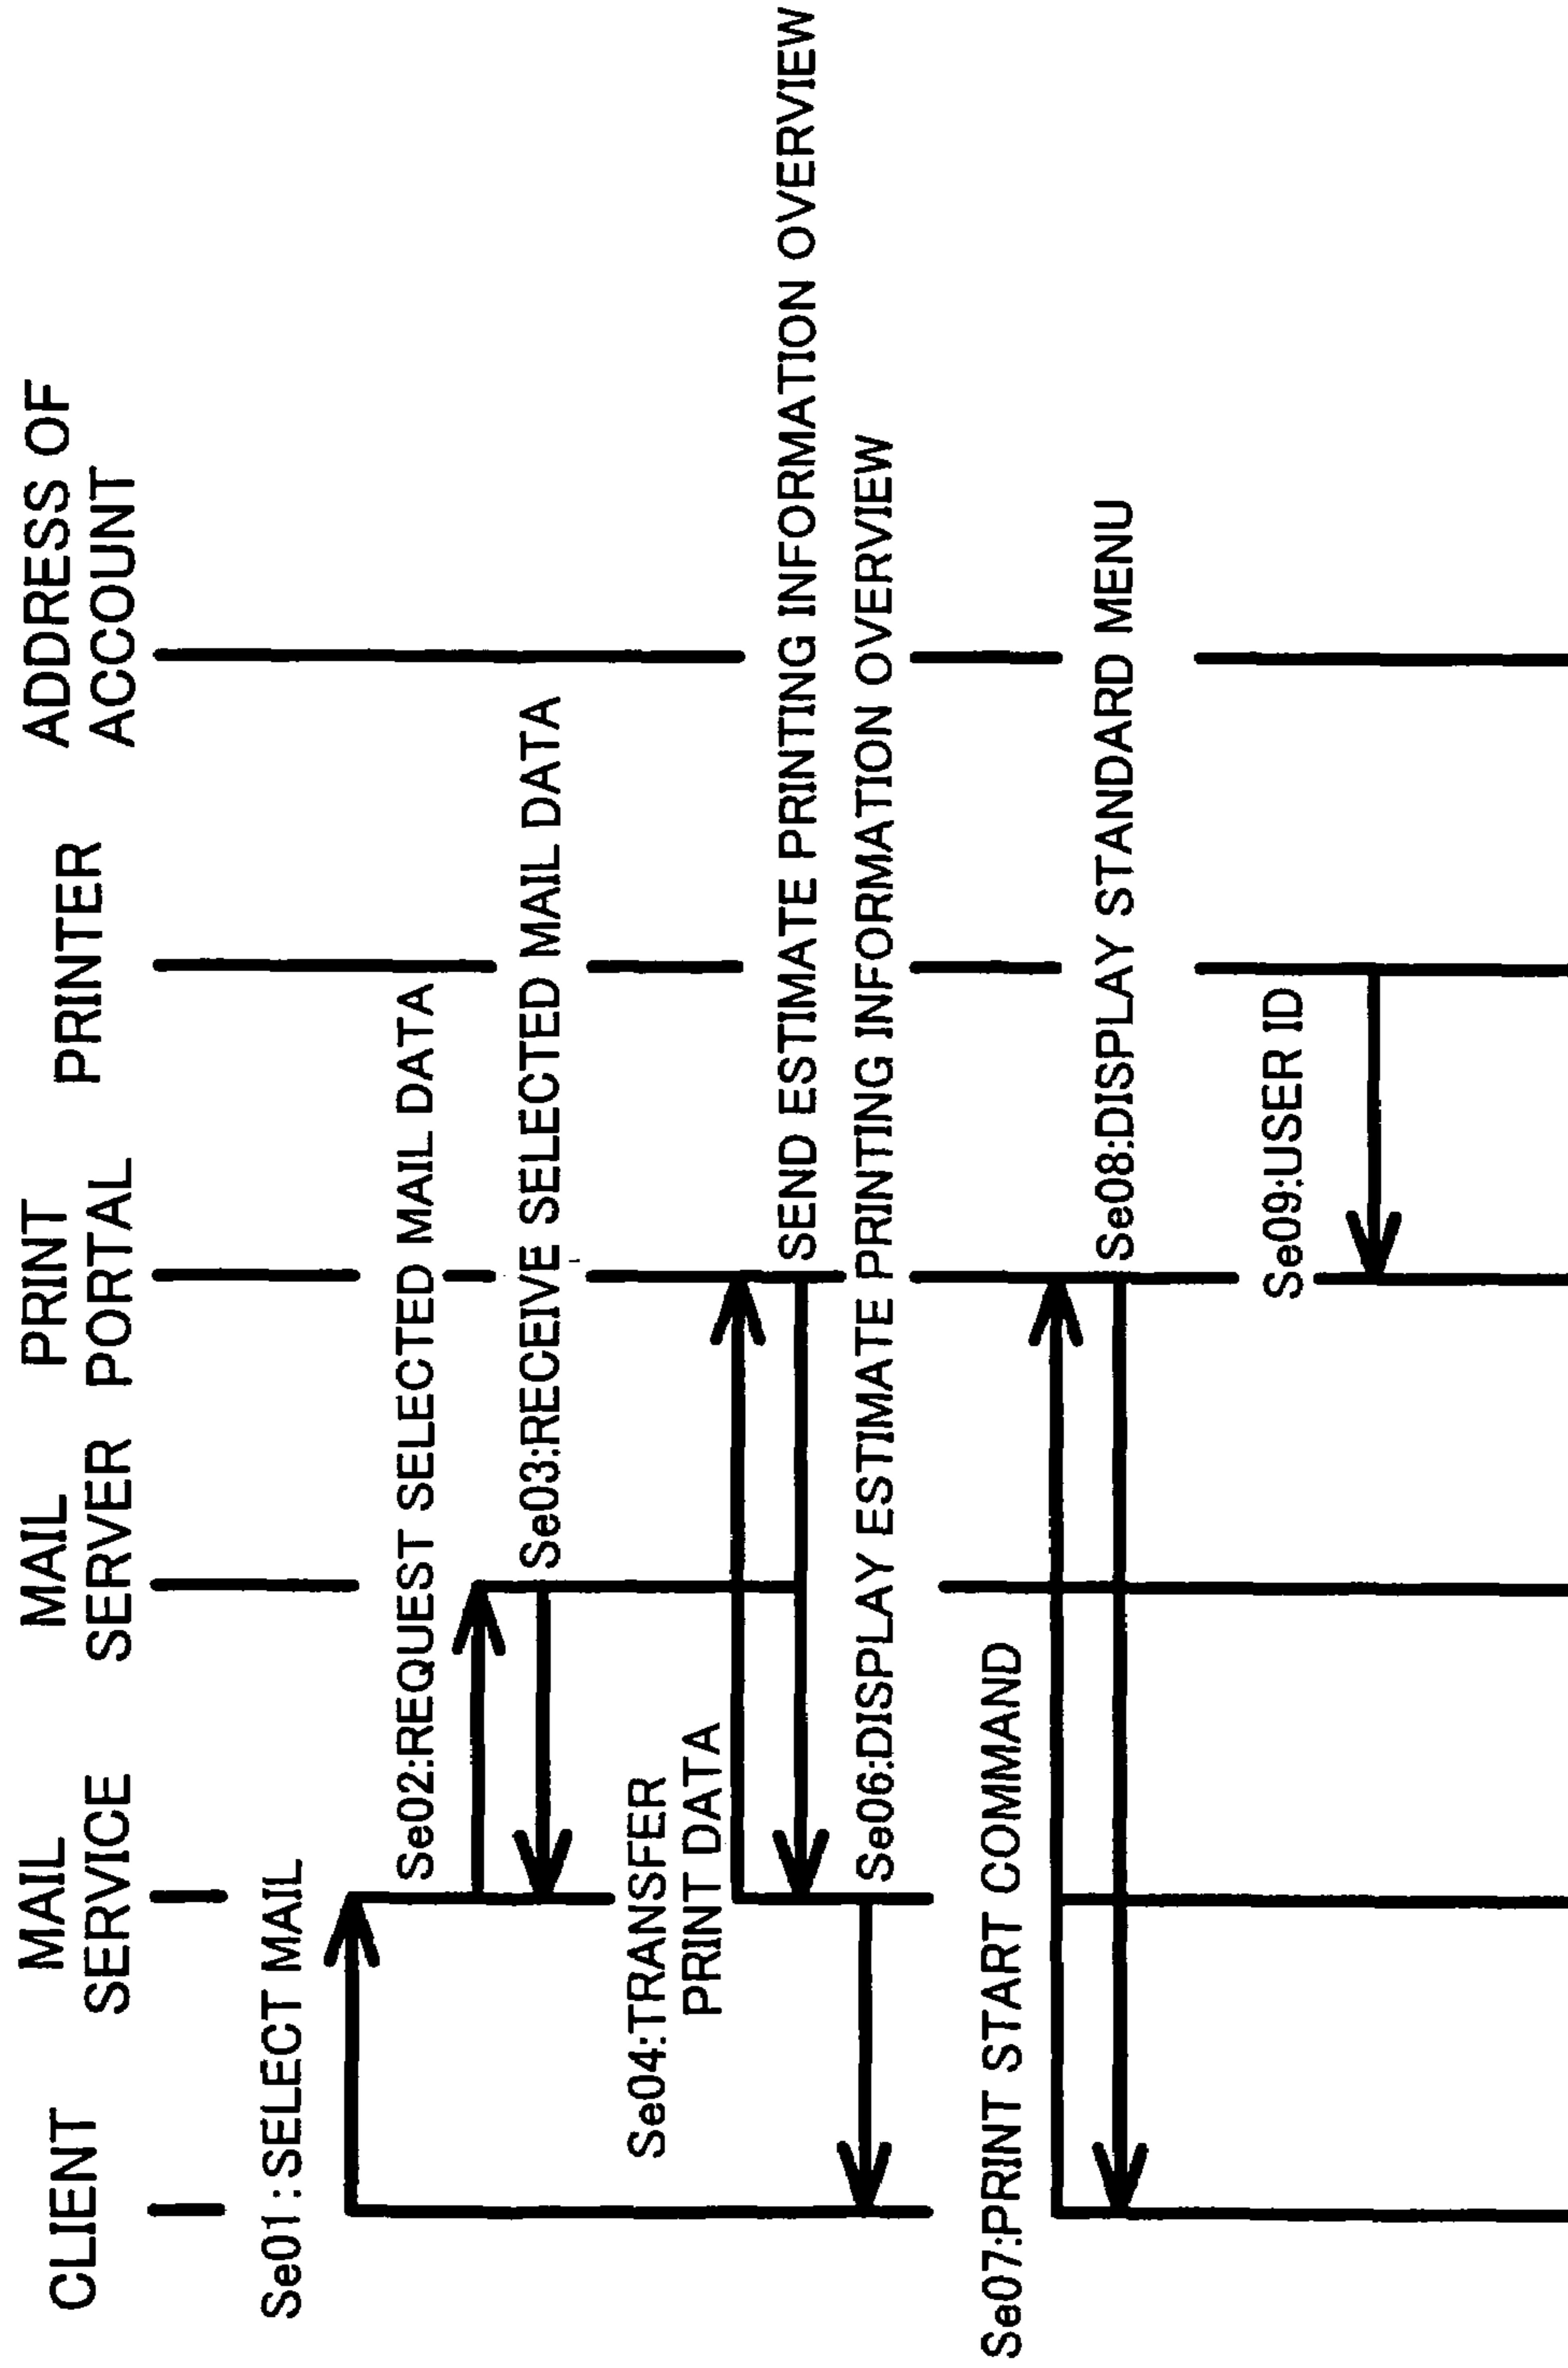 CLIENT
MAIL
SERVICE
MAIL
SERVER
PRINT
PORTAL
PRINTER
ADDRESS OF
ACCOUNT
Se01:SELECT MAIL
Se02:REQUEST SELECTED MAIL DATA
Se03:RECEIVE SELECTED MAIL DATA
Se04:TRANSFER
PRINT DATA
SEND ESTIMATE PRINTING INFORMATION OVERVIEW
Se06:DISPLAY ESTIMATE PRINTING INFORMATION OVERVIEW
Se07:PRINT START COMMAND
Se08:DISPLAY STANDARD MENU
Se09:USER ID